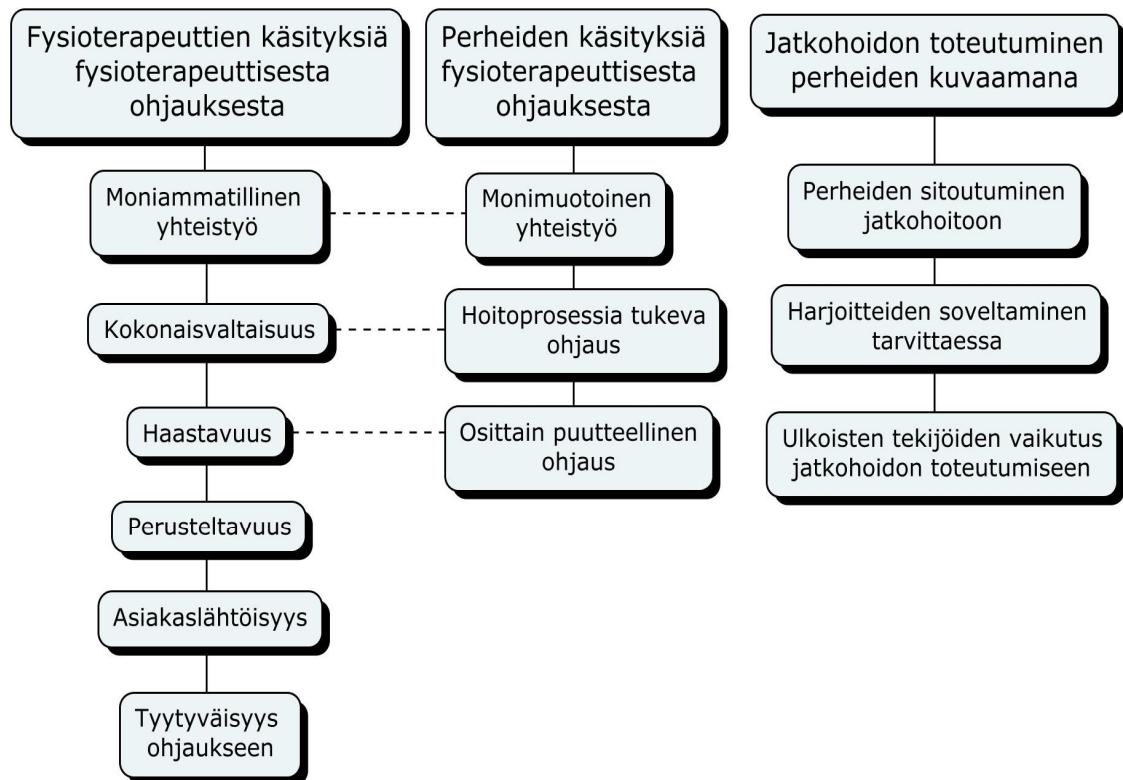 Fysioterapeuttien käsityksiä
fysioterapeuttisesta
ohjauksesta
Moniammatillinen
yhteistyö
Kokonaisvaltaisuus
Haastavuus
Perusteltavuus
Asiakaslähtöisyys
Tyytyväisyys
ohjaukseen
Perheiden käsityksiä
fysioterapeuttisesta
ohjauksesta
Monimuotoinen
yhteistyö
Hoitoprosessia tukeva
ohjaus
Osittain puutteellinen
ohjaus
Jatkohoidon toteutuminen
perheiden kuvaamana
Perheiden sitoutuminen
jatkohoitoon
Harjoitteiden soveltaminen
tarvittaessa
Ulkoisten tekijöiden vaikutus
jatkohoidon toteutumiseen